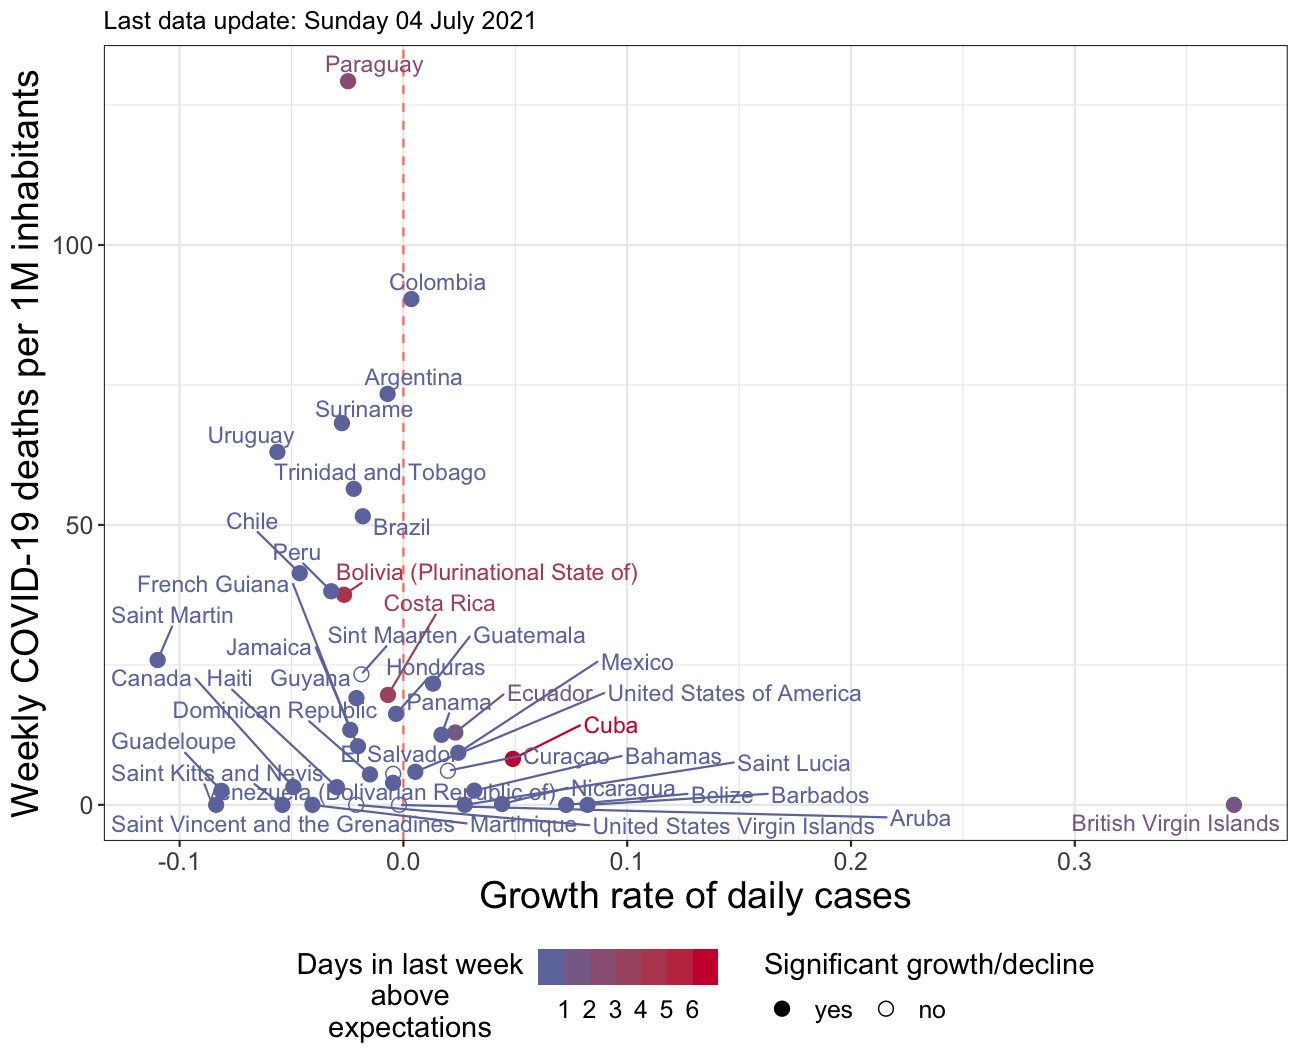 Last data update: Sunday 04 July 2021
Weekly COVID-19 deaths per 1M inhabitants
Paraguay
100
Colombia
Argentina
Suriname
Uruguay
Trinidad and Tobago
50
Chile
Brazil
Peru
Bolivia (Plurinational State of)
French Guiana
Costa Rica
Saint Martin
Sint Maarten
Guatemala
Jamaica
Honduras
Mexico
Canada
Haiti
Guyana
Ecuador
United States of America
Panama
Dominican Republic
Cuba
Guadeloupe
El Salvador
Curaçao
Bahamas
Saint Lucia
Saint Kitts and Nevis
Venezuela (Bolivarian Republic of)
Nicaragua
Belize
Barbados
0
Saint Vincent and the Grenadines
Martinique
United States Virgin Islands
Aruba
British Virgin Islands
-0.1
0.0
0.1
0.2
0.3
Growth rate of daily cases
Days in last week
above
expectations
1 2 3 4 5 6
Significant growth/decline
yes
no